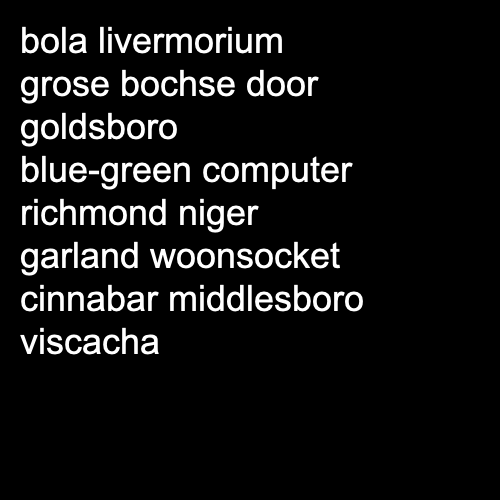 bola livermorium
grose bochse door
goldsboro
blue-green computer
richmond niger
garland woonsocket
cinnabar middlesboro
viscacha